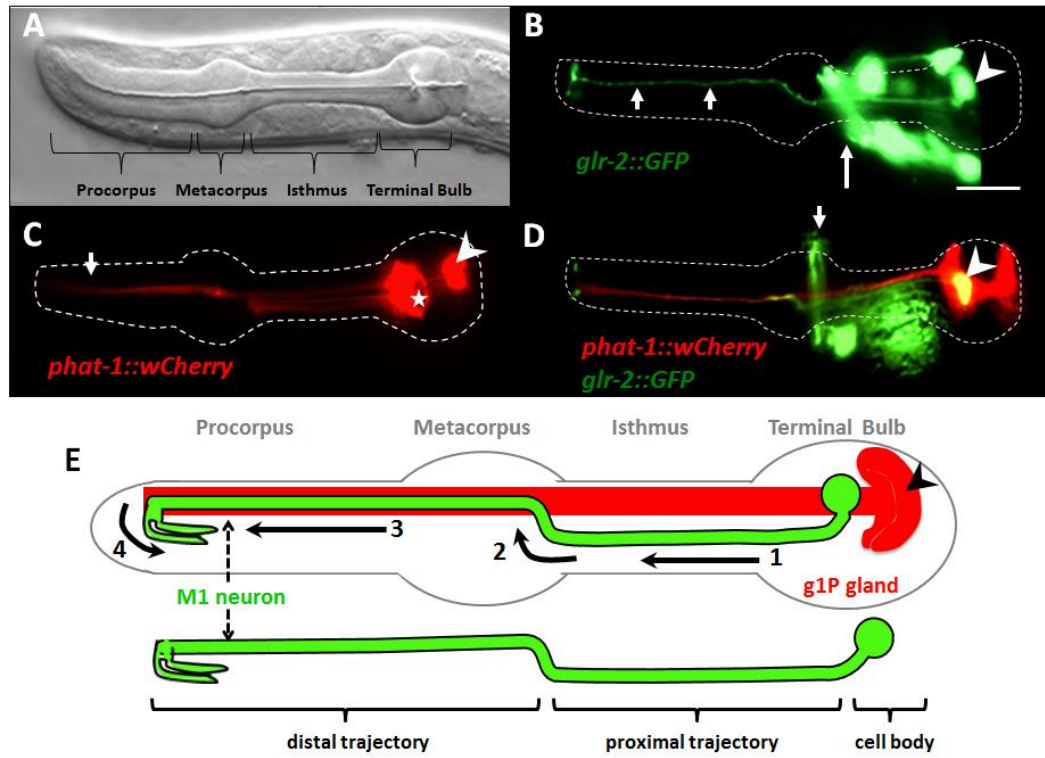 A
Procorpus Metacorpus Isthmus Terminal Bulb
B
glr-2::GFP
C
phat-1::wCherry
D
phat-1::wCherry
glr-2::GFP
E
Procorpus Metacorpus Isthmus Terminal Bulb
4 3 2 1
M1 neuron
g1P gland
distal trajectory proximal trajectory cell body